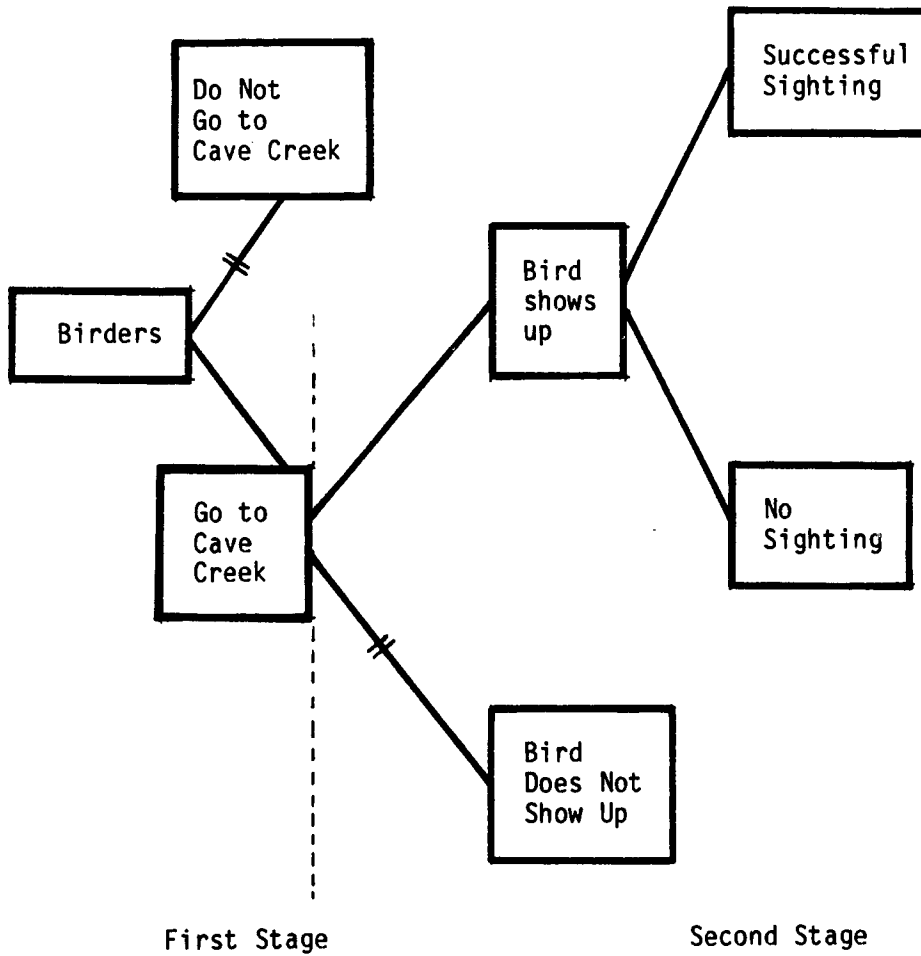 Do Not
Go to
Cave Creek
Successful
Sighting
Birders
Bird
shows
up
Go to
Cave
Creek
No
Sighting
Bird
Does Not
Show Up
First Stage
Second Stage